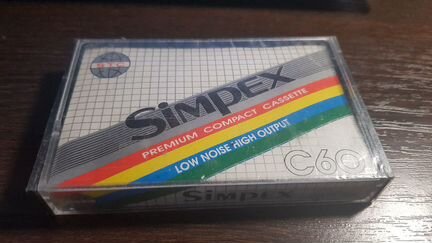 SIMPEX
PREMIUM COMPACT CASSETTE
LOW NOISE HIGH OUTPUT
C60
SIMPEX